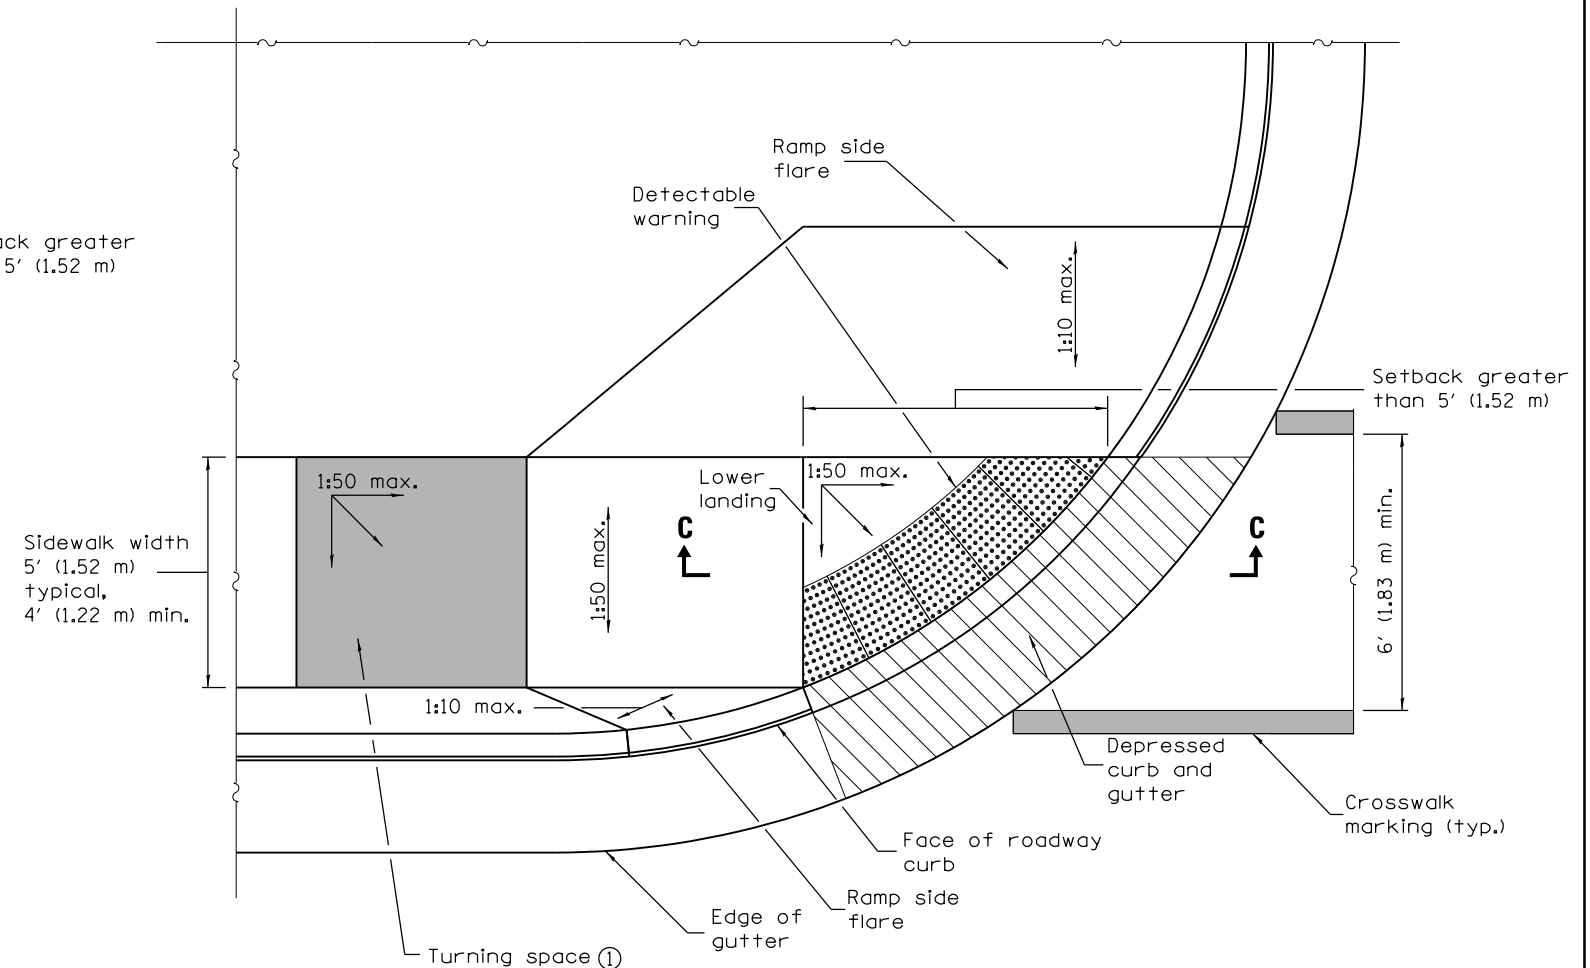 Ramp side
flare
Detectable
warning
ack greater
5' (1.52 m)
1:10 max.
Setback greater
than 5' (1.52 m)
1:50 max.
Lower
landing
1:50 max.
C
C
Sidewalk width
5' (1.52 m)
typical,
4' (1.22 m) min.
1:50 max.
6' (1.83 m) min.
1:10 max.
Depressed
curb and
gutter
Crosswalk
marking (typ.)
Face of roadway
curb
Ramp side
flare
Edge of
gutter
Turning space ①